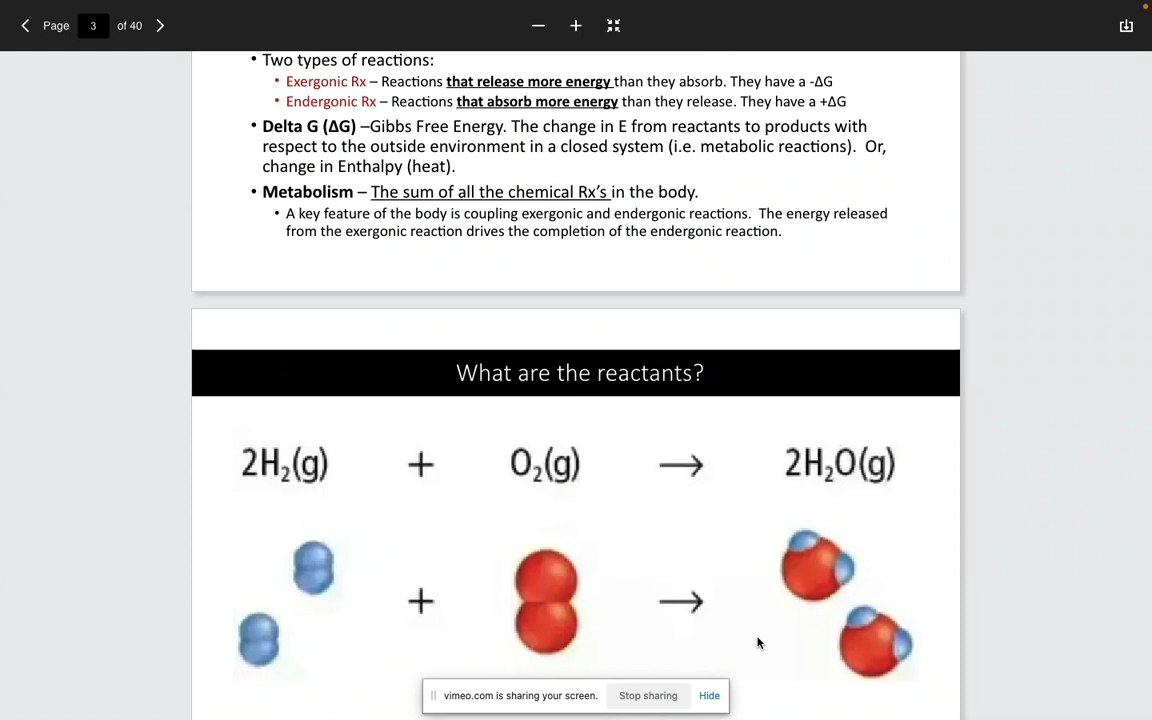 Page 3 of 40
• Two types of reactions:
• Exergonic Rx – Reactions that release more energy than they absorb. They have a -ΔG
• Endergonic Rx – Reactions that absorb more energy than they release. They have a +ΔG
• Delta G (ΔG) –Gibbs Free Energy. The change in E from reactants to products with
respect to the outside environment in a closed system (i.e. metabolic reactions). Or,
change in Enthalpy (heat).
• Metabolism – The sum of all the chemical Rx's in the body.
• A key feature of the body is coupling exergonic and endergonic reactions. The energy released
from the exergonic reaction drives the completion of the endergonic reaction.
What are the reactants?
2H₂(g) + O₂(g) → 2H₂O(g)
+ →
vimeo.com is sharing your screen. Stop sharing Hide